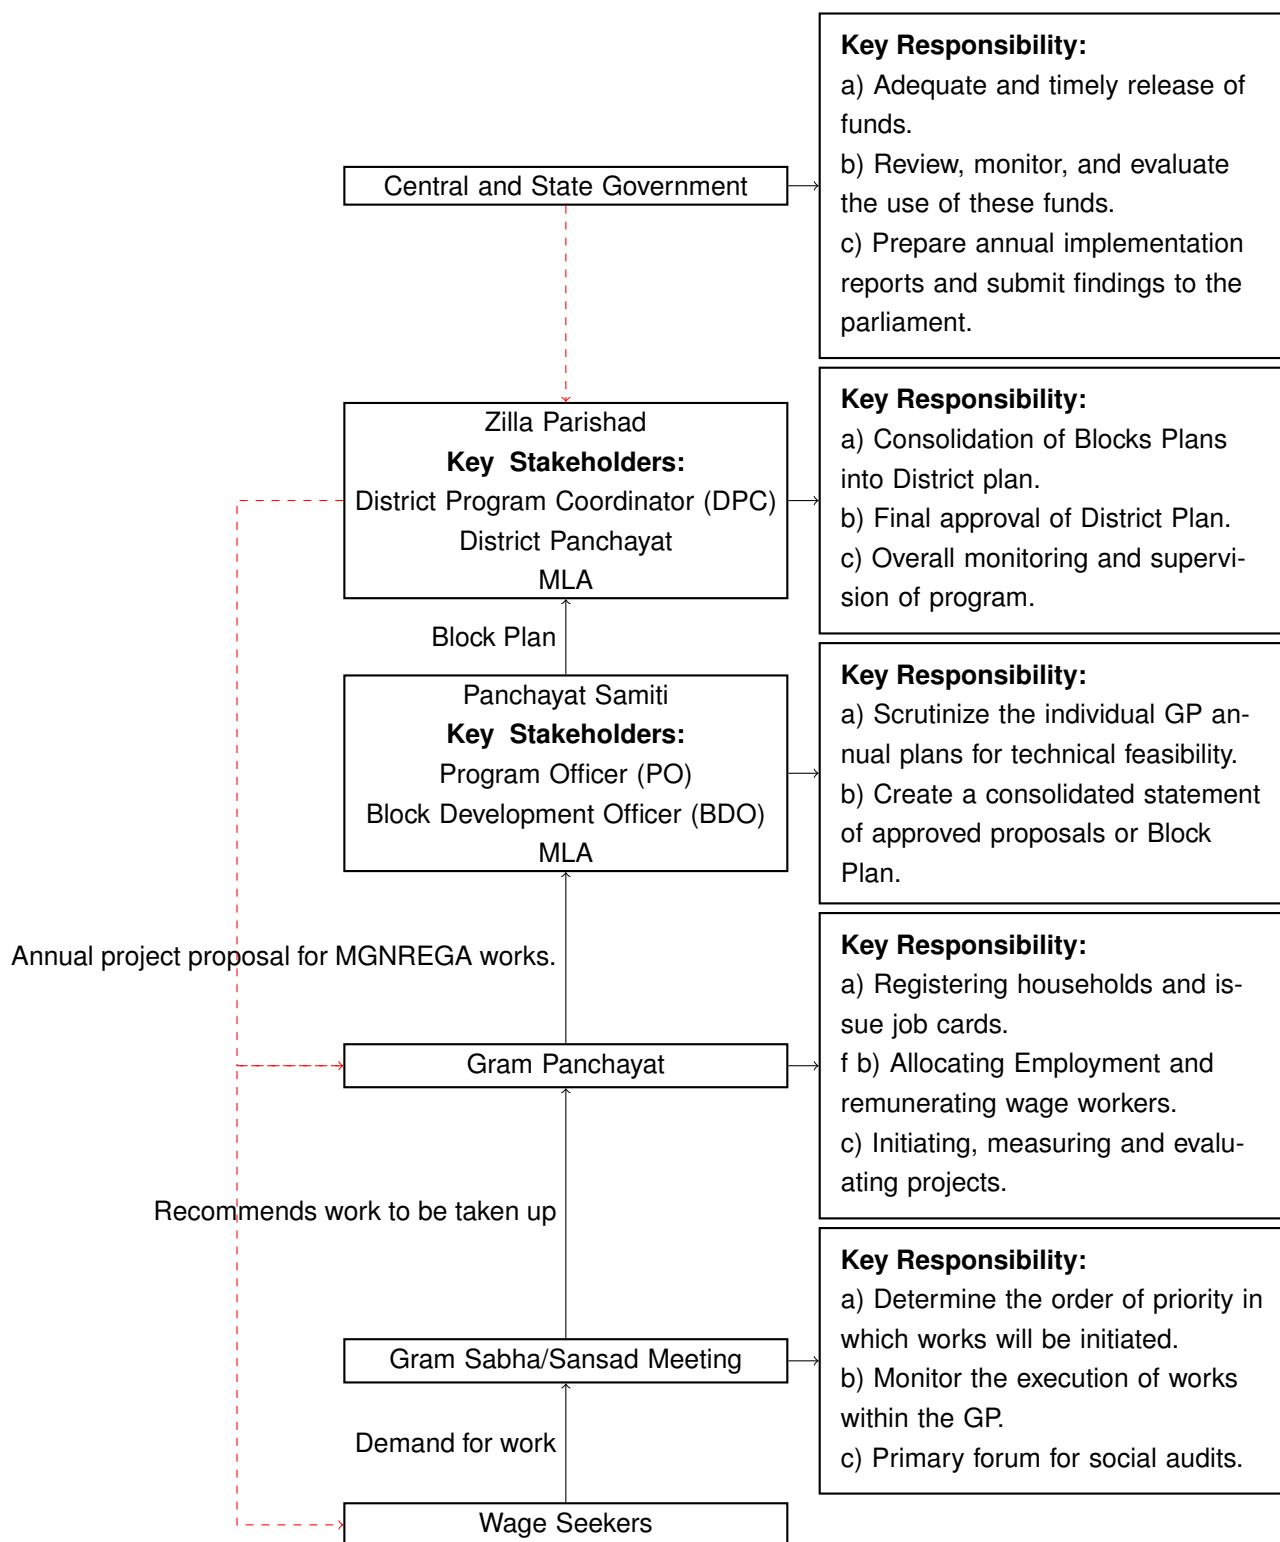 Key Responsibility:
a) Adequate and timely release of
funds.
b) Review, monitor, and evaluate
the use of these funds.
c) Prepare annual implementation
reports and submit findings to the
parliament.
Central and State Government
Zilla Parishad
Key Stakeholders:
District Program Coordinator (DPC)
District Panchayat
MLA
Key Responsibility:
a) Consolidation of Blocks Plans
into District plan.
b) Final approval of District Plan.
c) Overall monitoring and supervi-
sion of program.
Block Plan
Panchayat Samiti
Key Stakeholders:
Program Officer (PO)
Block Development Officer (BDO)
MLA
Key Responsibility:
a) Scrutinize the individual GP an-
nual plans for technical feasibility.
b) Create a consolidated statement
of approved proposals or Block
Plan.
Annual project proposal for MGNREGA works.
Gram Panchayat
Key Responsibility:
a) Registering households and is-
sue job cards.
f b) Allocating Employment and
remunerating wage workers.
c) Initiating, measuring and evalu-
ating projects.
Recommends work to be taken up
Gram Sabha/Sansad Meeting
Key Responsibility:
a) Determine the order of priority in
which works will be initiated.
b) Monitor the execution of works
within the GP.
c) Primary forum for social audits.
Demand for work
Wage Seekers